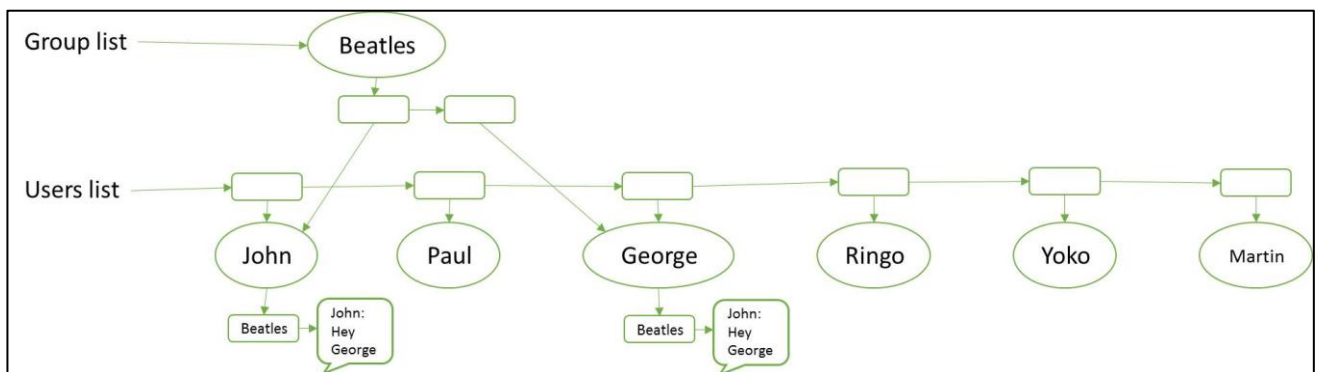 Group list
Beatles
Users list
John
Paul
George
Ringo
Yoko
Martin
Beatles
John:
Hey
George
Beatles
John:
Hey
George